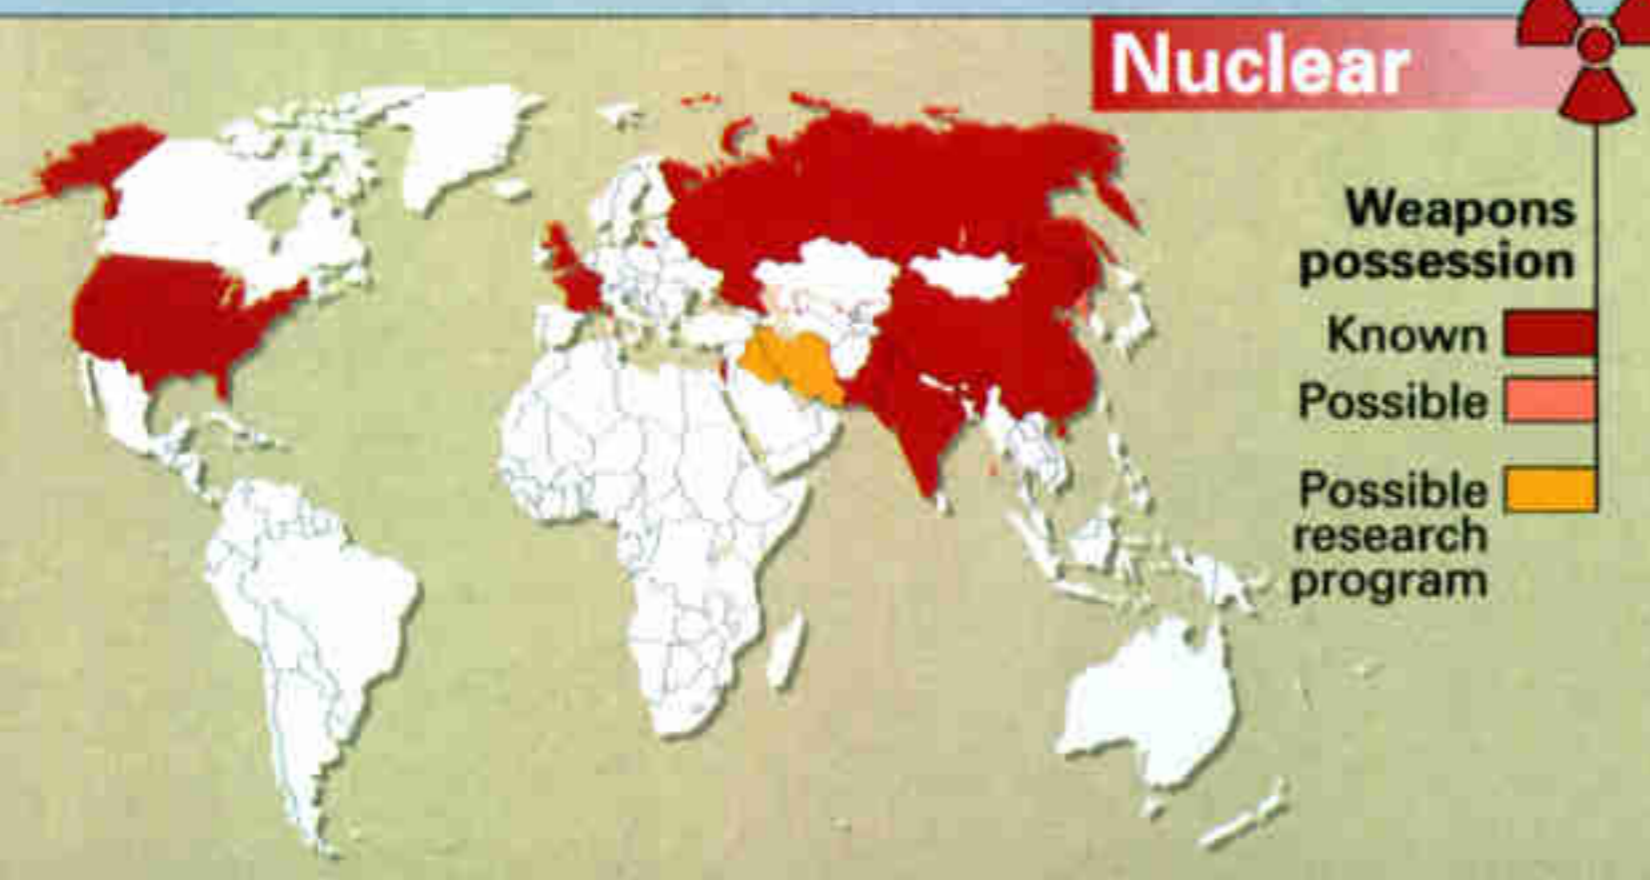 Nuclear
Weapons
possession
Known
Possible
Possible
research
program